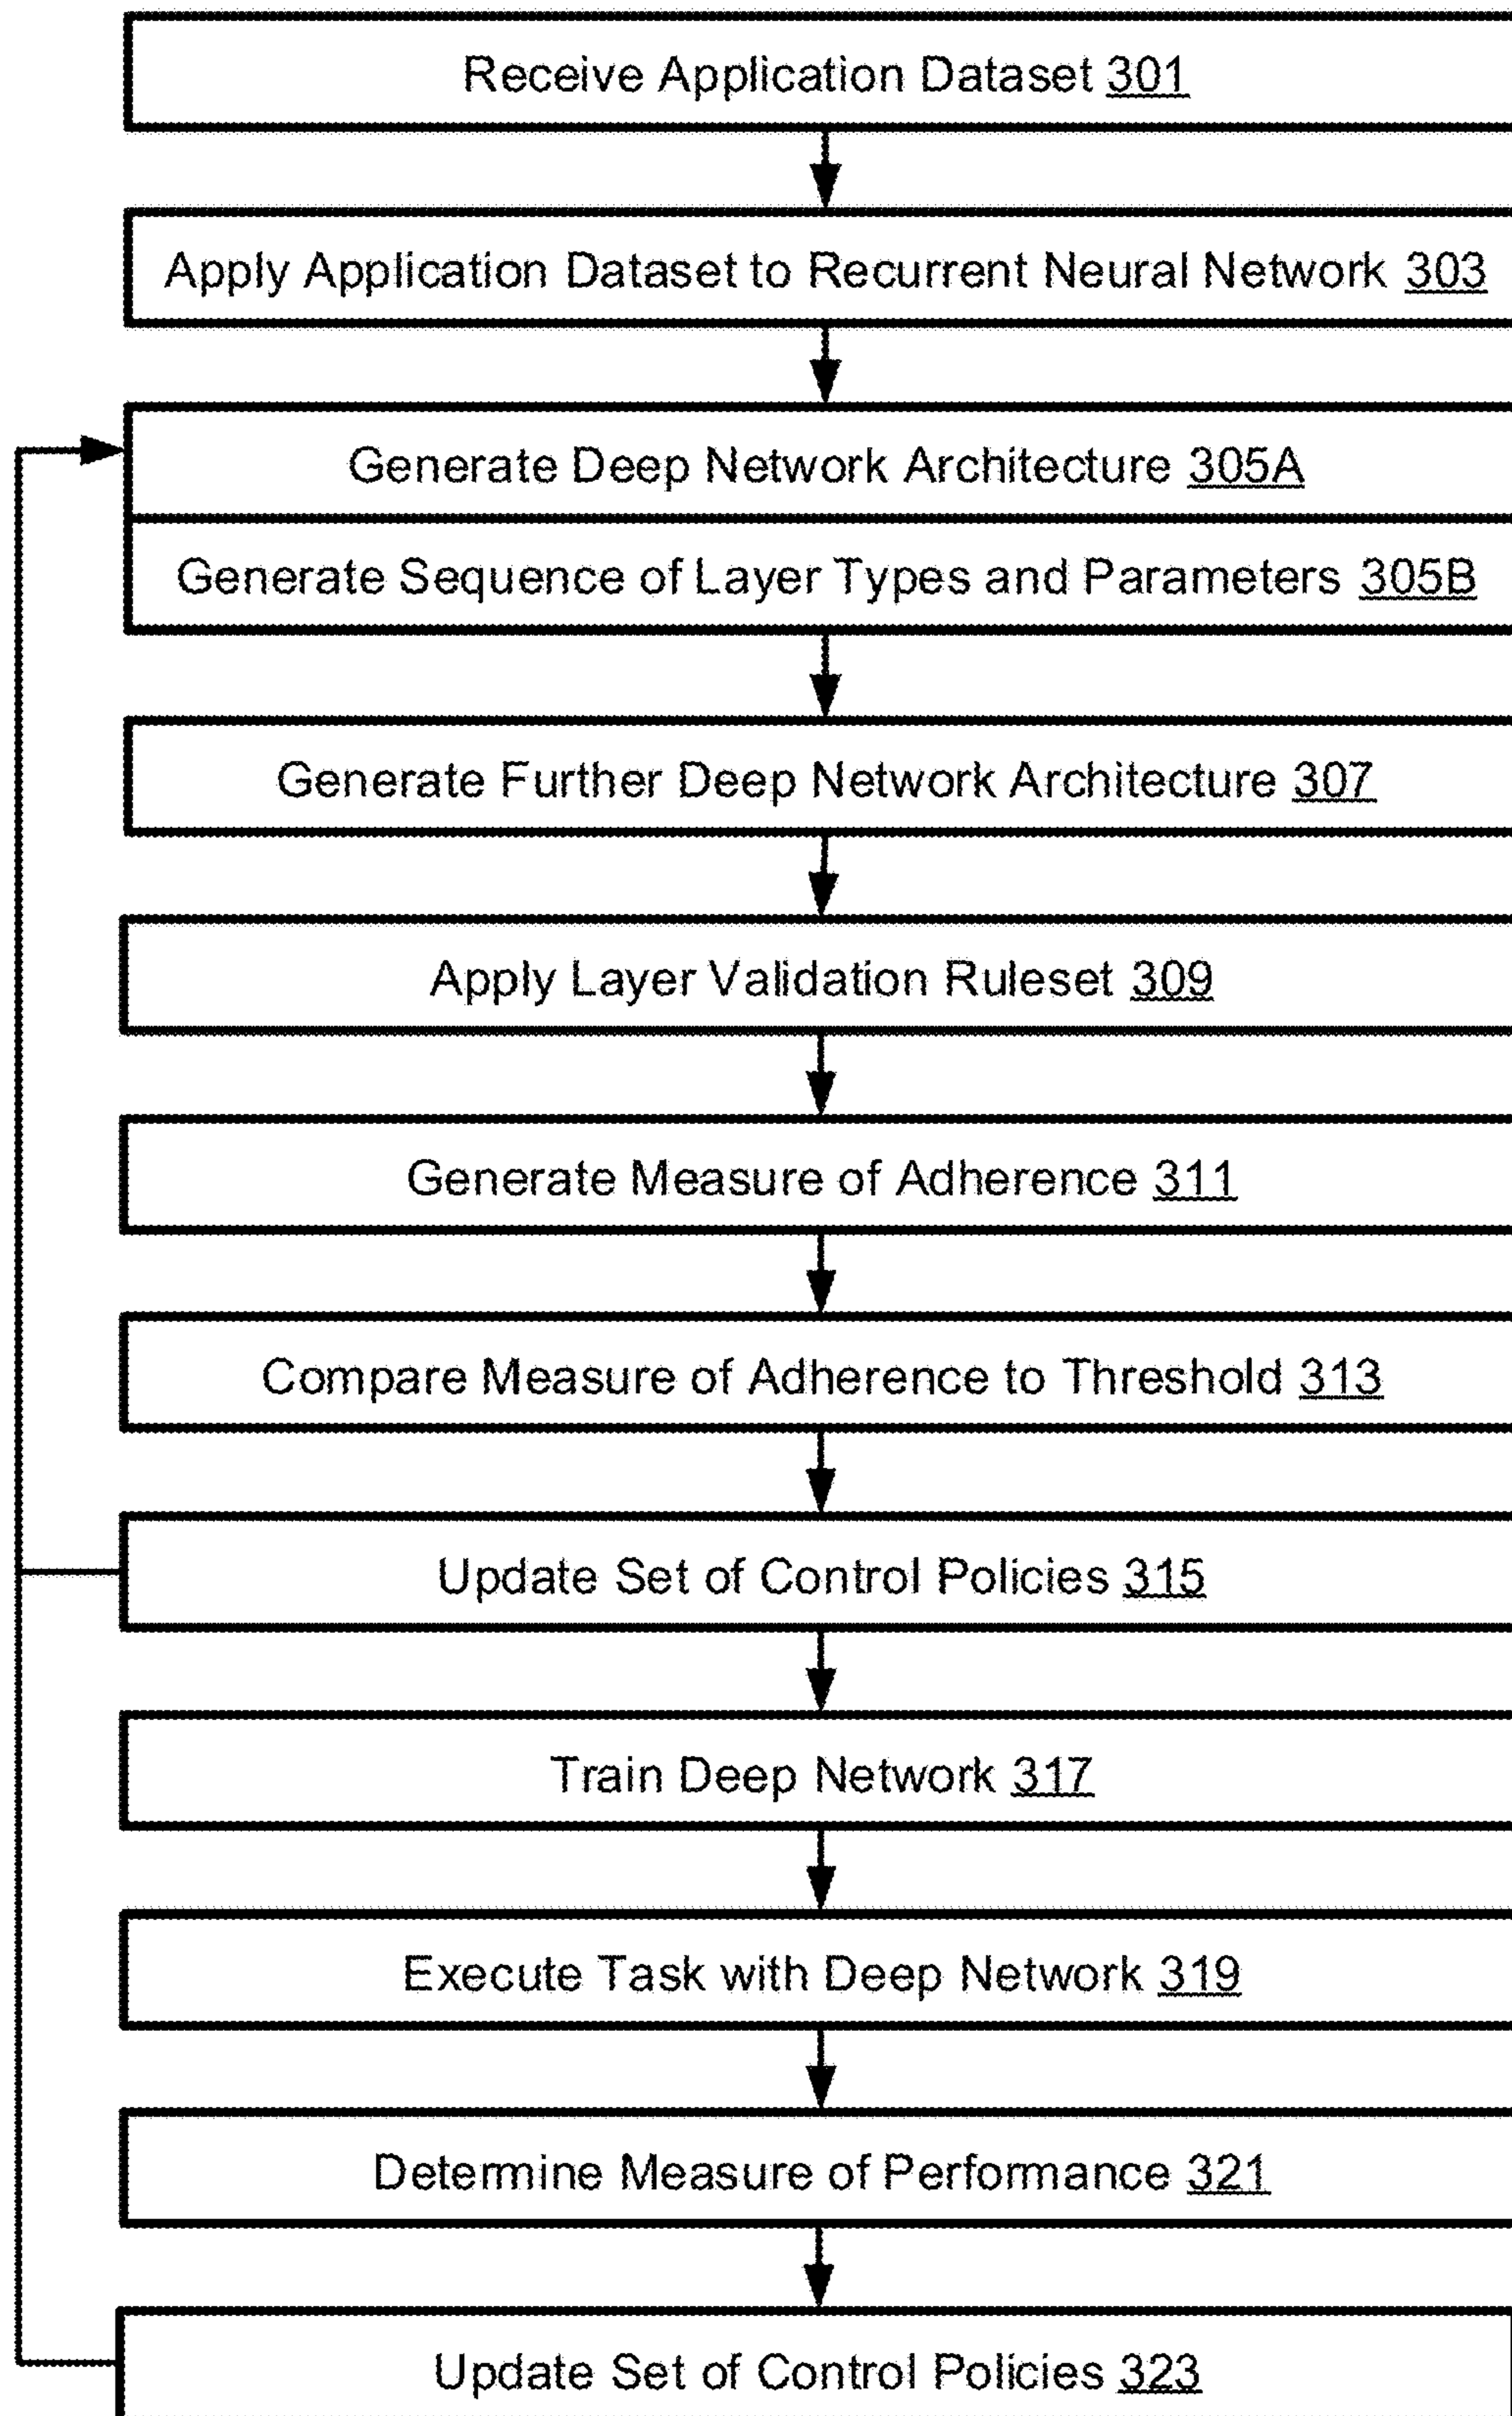 Receive Application Dataset 301
Apply Application Dataset to Recurrent Neural Network 303
Generate Deep Network Architecture 305A
Generate Sequence of Layer Types and Parameters 305B
Generate Further Deep Network Architecture 307
Apply Layer Validation Ruleset 309
Generate Measure of Adherence 311
Compare Measure of Adherence to Threshold 313
Update Set of Control Policies 315
Train Deep Network 317
Execute Task with Deep Network 319
Determine Measure of Performance 321
Update Set of Control Policies 323